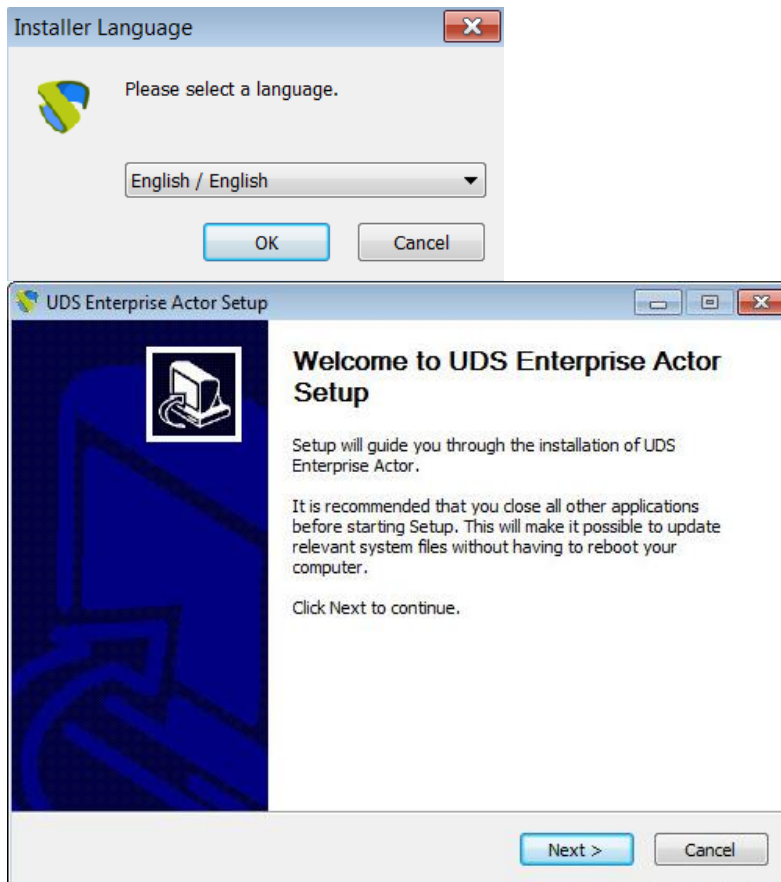 Installer Language
Please select a language.
English / English
OK
Cancel
UDS Enterprise Actor Setup
Welcome to UDS Enterprise Actor
Setup
Setup will guide you through the installation of UDS
Enterprise Actor.
It is recommended that you close all other applications
before starting Setup. This will make it possible to update
relevant system files without having to reboot your
computer.
Click Next to continue.
Next >
Cancel